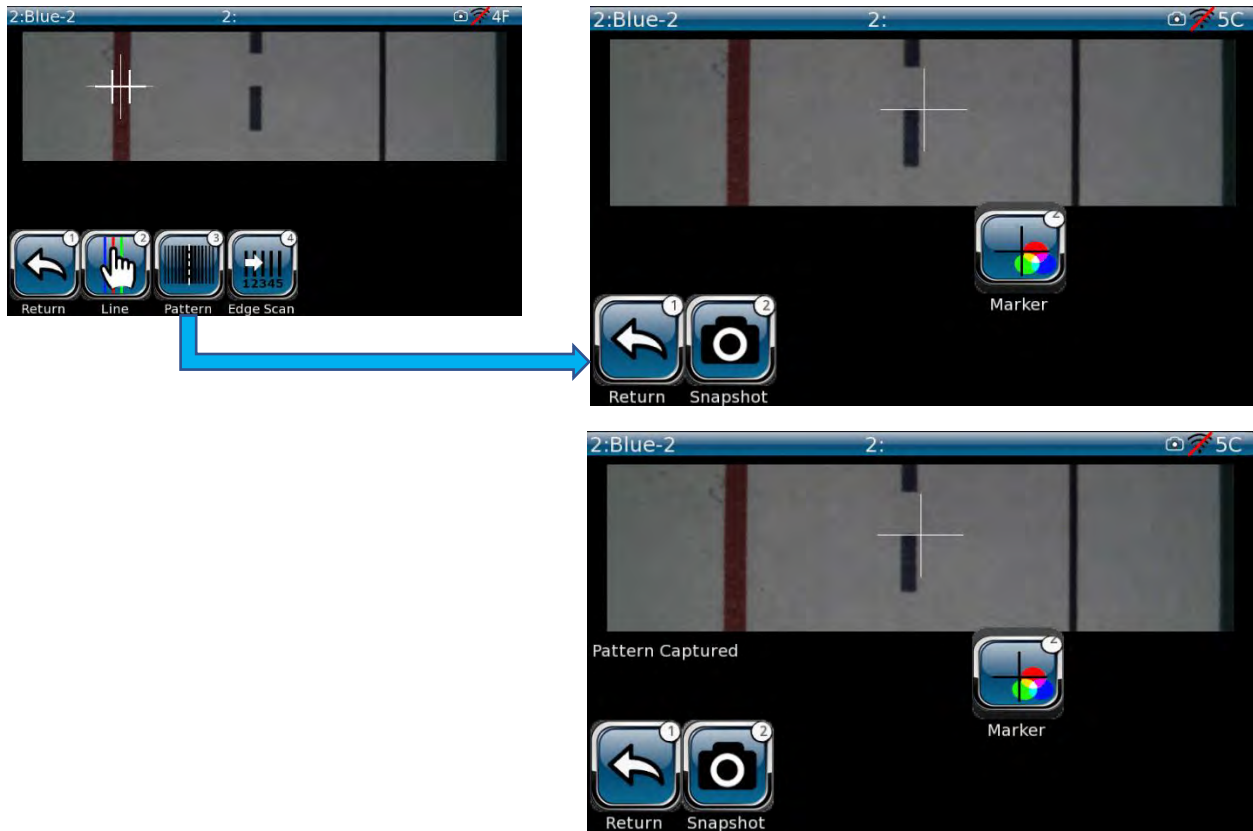 2:Blue-2 2: 4F
1 2 3 4
12345
Return Line Pattern Edge Scan
2:Blue-2 2: 5C
2
Marker
1 2
Return Snapshot
2:Blue-2 2: 5C
Pattern Captured
2
Marker
1 2
Return Snapshot